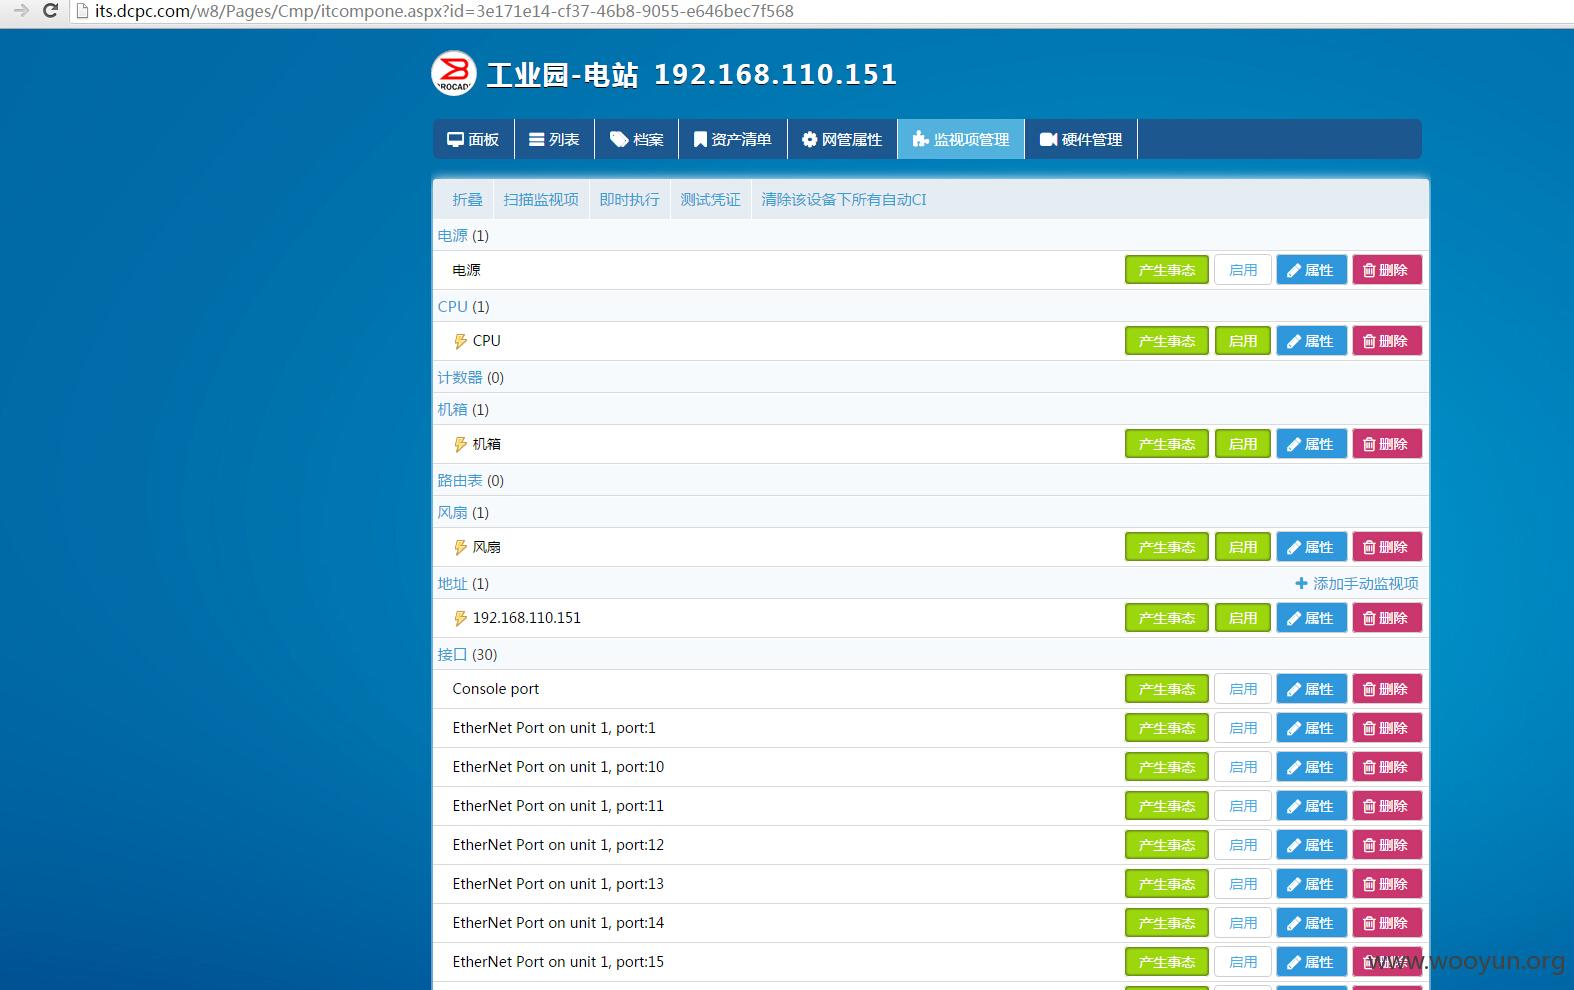 its.dcpc.com/w8/Pages/Cmp/itcompone.aspx?id=3e171e14-cf37-46b8-9055-e646bec7f568
工业园-电站 192.168.110.151
面板 列表 档案 资产清单 网管属性 监视项管理 硬件管理
折叠 扫描监视项 即时执行 测试凭证 清除该设备下所有自动CI
电源 (1)
电源 产生事态 启用 属性 删除
CPU (1)
CPU 产生事态 启用 属性 删除
计数器 (0)
机箱 (1)
机箱 产生事态 启用 属性 删除
路由表 (0)
风扇 (1)
风扇 产生事态 启用 属性 删除
地址 (1) 添加手动监视项
192.168.110.151 产生事态 启用 属性 删除
接口 (30)
Console port 产生事态 启用 属性 删除
EtherNet Port on unit 1, port:1 产生事态 启用 属性 删除
EtherNet Port on unit 1, port:10 产生事态 启用 属性 删除
EtherNet Port on unit 1, port:11 产生事态 启用 属性 删除
EtherNet Port on unit 1, port:12 产生事态 启用 属性 删除
EtherNet Port on unit 1, port:13 产生事态 启用 属性 删除
EtherNet Port on unit 1, port:14 产生事态 启用 属性 删除
EtherNet Port on unit 1, port:15 产生事态 启用 属性 删除
www.wooyun.org